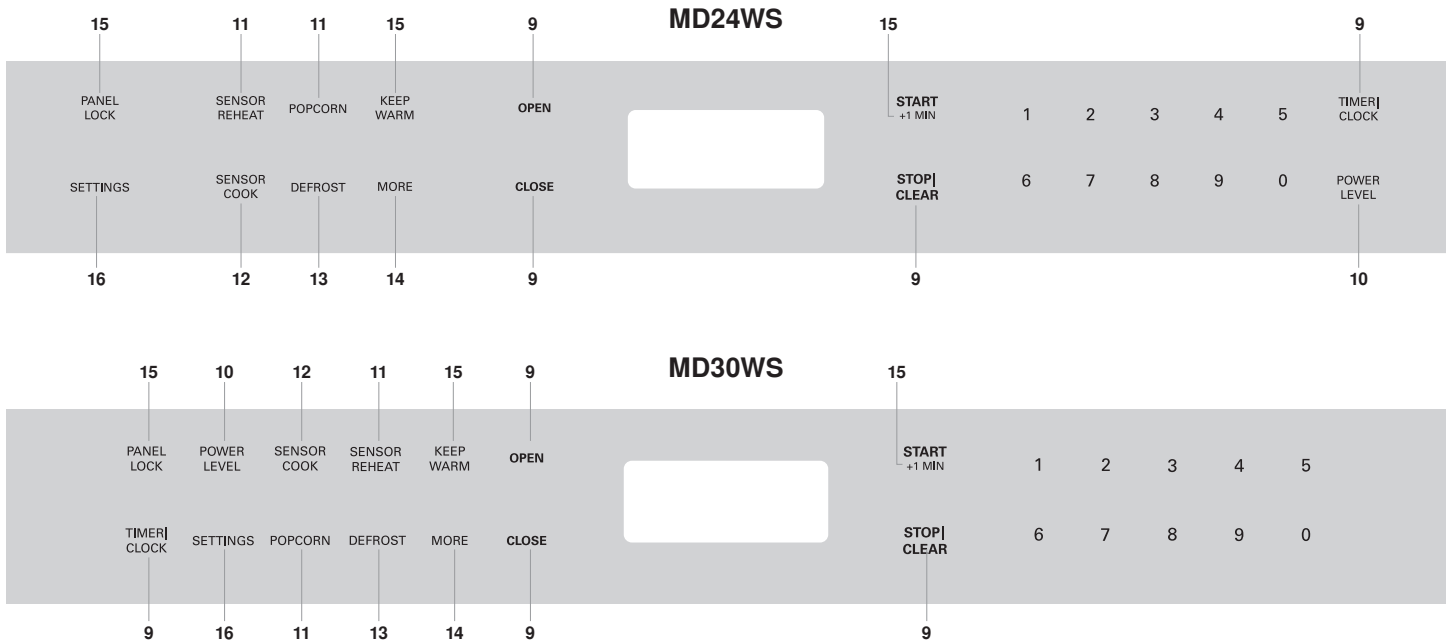 MD24WS
15 11 11 15 9 15 9
PANEL LOCK
SENSOR REHEAT
POPCORN
KEEP WARM
OPEN
START +1 MIN
1 2 3 4 5
TIMER| CLOCK
SETTINGS
SENSOR COOK
DEFROST
MORE
CLOSE
STOP| CLEAR
6 7 8 9 0
POWER LEVEL
16 12 13 14 9 9 10
MD30WS
15 10 12 11 15 9 15
PANEL LOCK
POWER LEVEL
SENSOR COOK
SENSOR REHEAT
KEEP WARM
OPEN
START +1 MIN
1 2 3 4 5
TIMER| CLOCK
SETTINGS
POPCORN
DEFROST
MORE
CLOSE
STOP| CLEAR
6 7 8 9 0
9 16 11 13 14 9 9